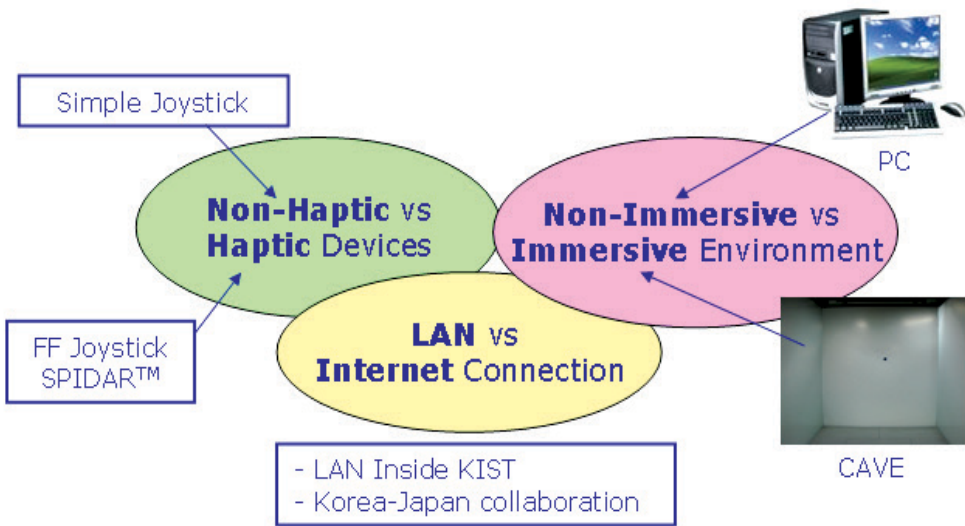 Simple Joystick
PC
Non-Haptic vs
Haptic Devices
Non-Immersive vs
Immersive Environment
FF Joystick
SPIDAR™
LAN vs
Internet Connection
CAVE
- LAN Inside KIST
- Korea-Japan collaboration